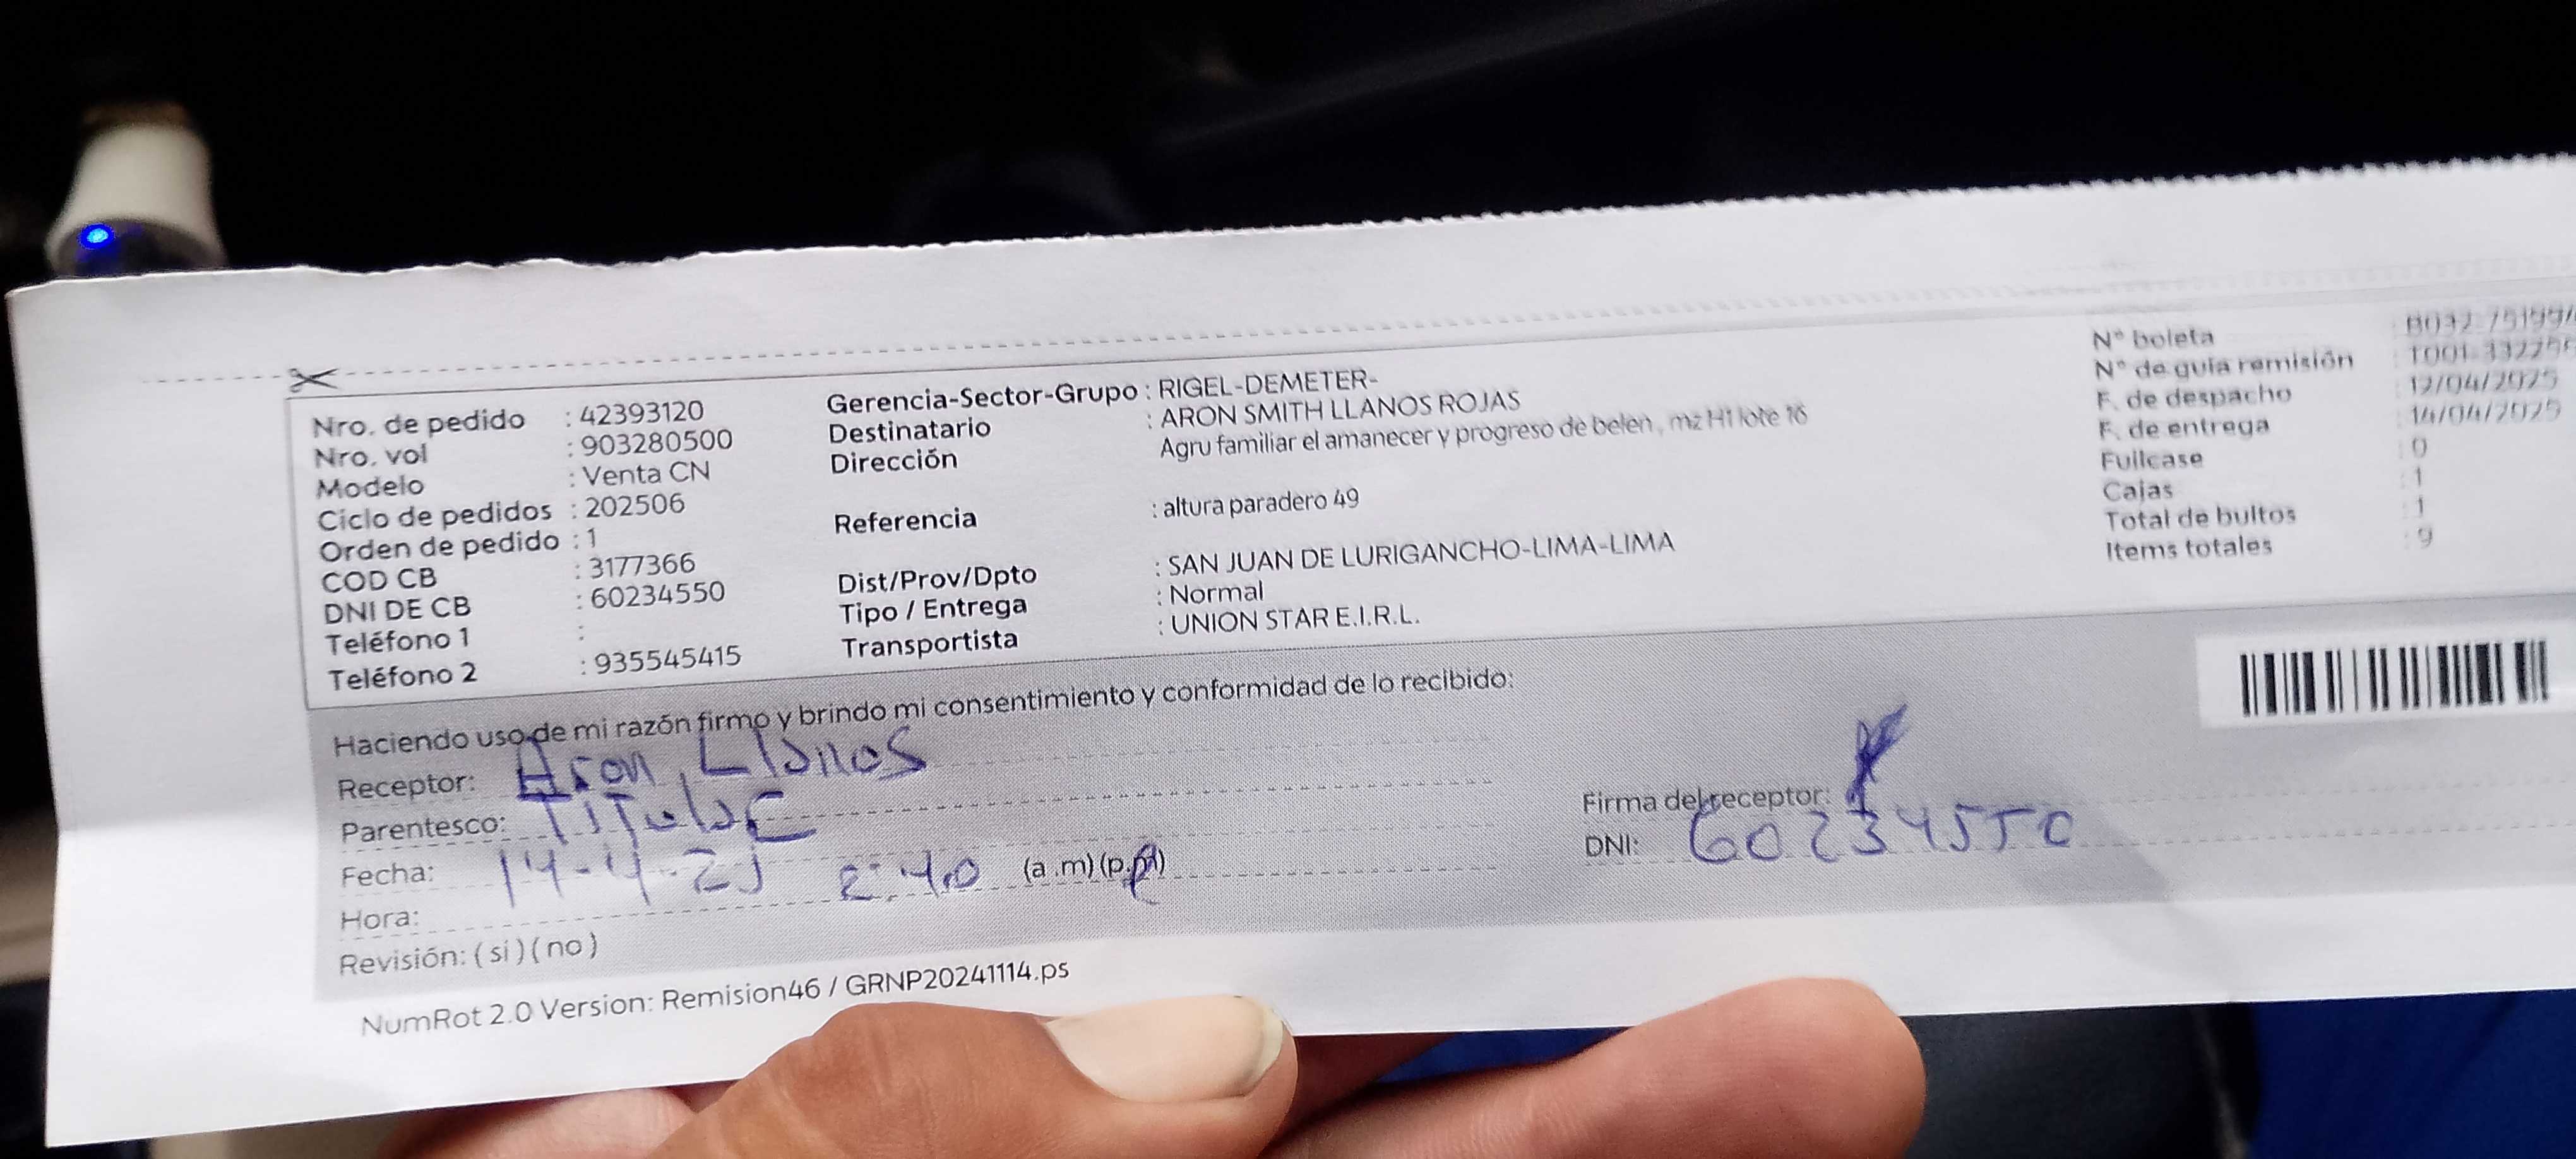 Nro. de pedido : 42393120
Nro. vol : 903280500
Modelo : Venta CN
Ciclo de pedidos : 202506
Orden de pedido : 1
COD CB : 3177366
DNI DE CB : 60234550
Teléfono 1 :
Teléfono 2 : 935545415
Gerencia-Sector-Grupo : RIGEL-DEMETER-
Destinatario : ARON SMITH LLANOS ROJAS
Dirección Agru familiar el amanecer y progreso de belen, mz H1 lote 16
Referencia : altura paradero 49
Dist/Prov/Dpto : SAN JUAN DE LURIGANCHO-LIMA-LIMA
Tipo / Entrega : Normal
Transportista : UNION STAR E.I.R.L.
N° boleta : B032
N° de guía remisión : T001
F. de despacho : 12/04/2025
F. de entrega : 14/04/2025
Fullcase : 0
Cajas : 1
Total de bultos : 1
Items totales : 9
Haciendo uso de mi razón firmo y brindo mi consentimiento y conformidad de lo recibido:
Receptor: Aron Llanos
Parentesco: Titular
Fecha: 14-4-25 2:40 (a.m)(p.m)
Hora:
Revisión: ( si ) ( no )
Firma del receptor:
DNI: 60234550
NumRot 2.0 Version: Remision46 / GRNP20241114.ps